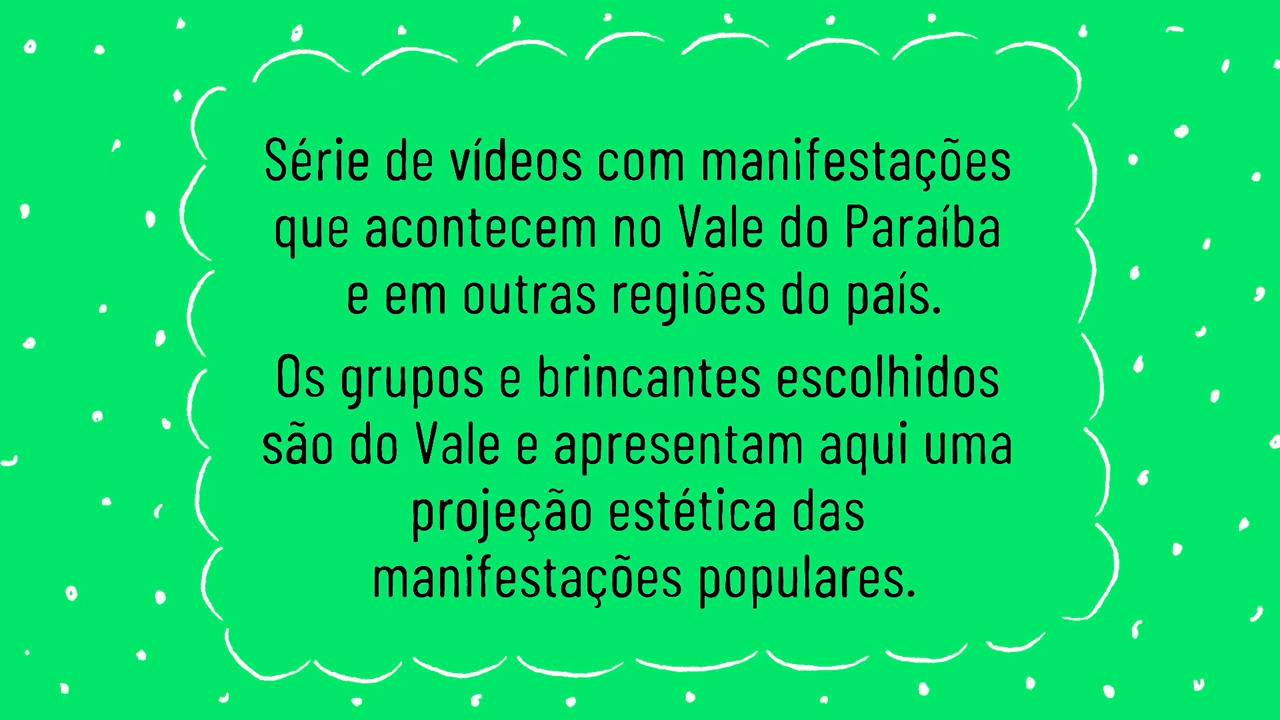 Série de vídeos com manifestações
que acontecem no Vale do Paraíba
e em outras regiões do país.
Os grupos e brincantes escolhidos
são do Vale e apresentam aqui uma
projeção estética das
manifestações populares.